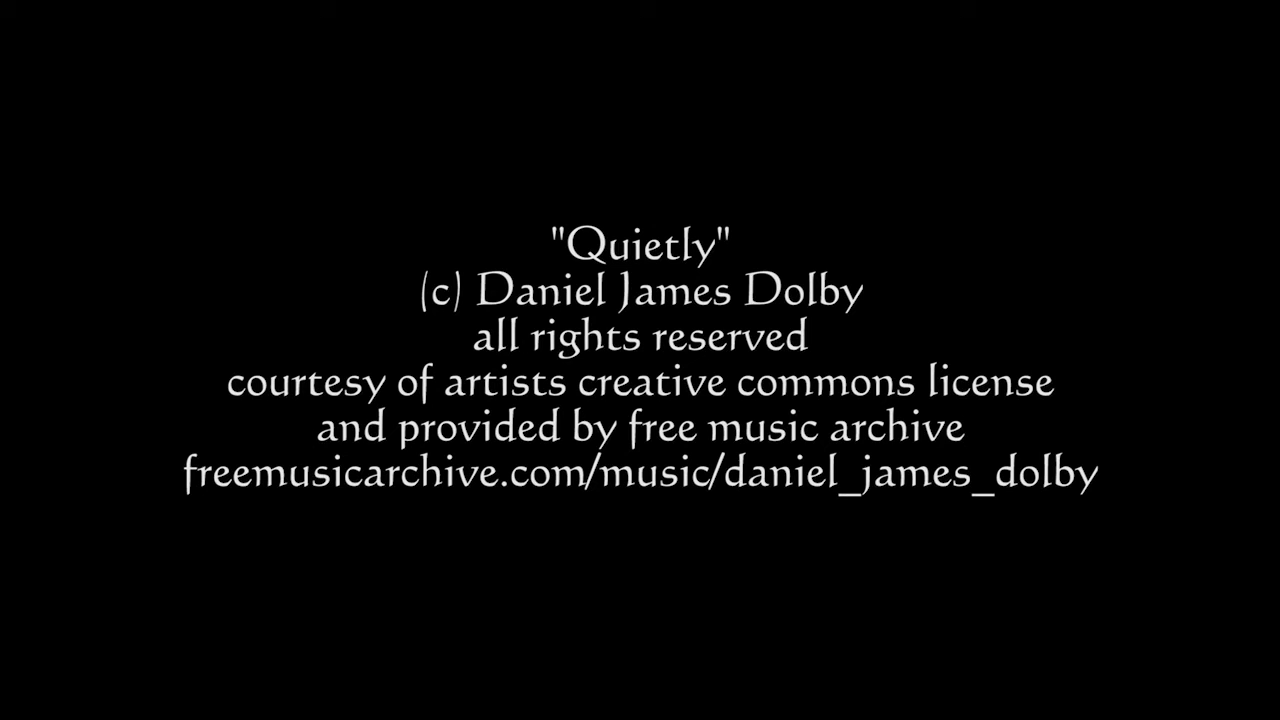 "Quietly"
(c) Daniel James Dolby
all rights reserved
courtesy of artists creative commons license
and provided by free music archive
freemusicarchive.com/music/daniel_james_dolby